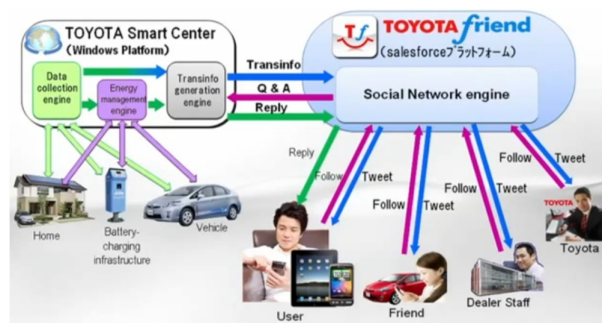 TOYOTA Smart Center
(Windows Platform)
Data
collection
engine
Energy
management
engine
Transinfo
generation
engine
Transinfo
Q & A
Reply
Tf
TOYOTA friend
(salesforceプラットフォーム)
Social Network engine
Home
Battery-
charging
infrastructure
Vehicle
Reply
Follow
Tweet
Follow
Tweet
Follow
Tweet
Follow
Tweet
User
Friend
Dealer Staff
TOYOTA
Toyota